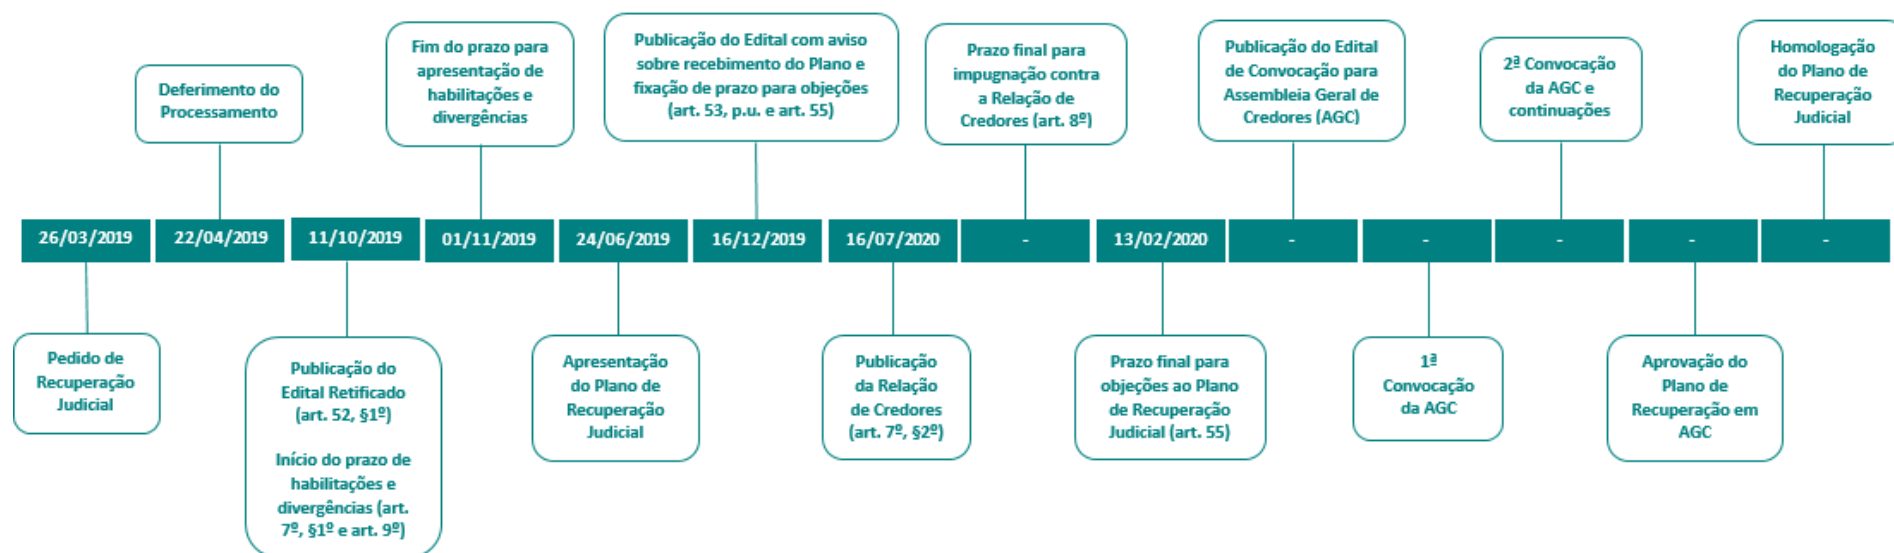 Deferimento do
Processamento
Fim do prazo para
apresentação de
habilitações e
divergências
Publicação do Edital com aviso
sobre recebimento do Plano e
fixação de prazo para objeções
(art. 53, p.u. e art. 55)
Prazo final para
impugnação contra
a Relação de
Credores (art. 8º)
Publicação do Edital
de Convocação para
Assembleia Geral de
Credores (AGC)
2ª Convocação
da AGC e
continuações
Homologação
do Plano de
Recuperação
Judicial
26/03/2019
22/04/2019
11/10/2019
01/11/2019
24/06/2019
16/12/2019
16/07/2020
-
13/02/2020
-
-
-
-
-
Pedido de
Recuperação
Judicial
Publicação do
Edital Retificado
(art. 52, §1º)
Início do prazo de
habilitações e
divergências (art.
7º, §1º e art. 9º)
Apresentação
do Plano de
Recuperação
Judicial
Publicação
da Relação
de Credores
(art. 7º, §2º)
Prazo final para
objeções ao Plano
de Recuperação
Judicial (art. 55)
1ª
Convocação
da AGC
Aprovação do
Plano de
Recuperação em
AGC